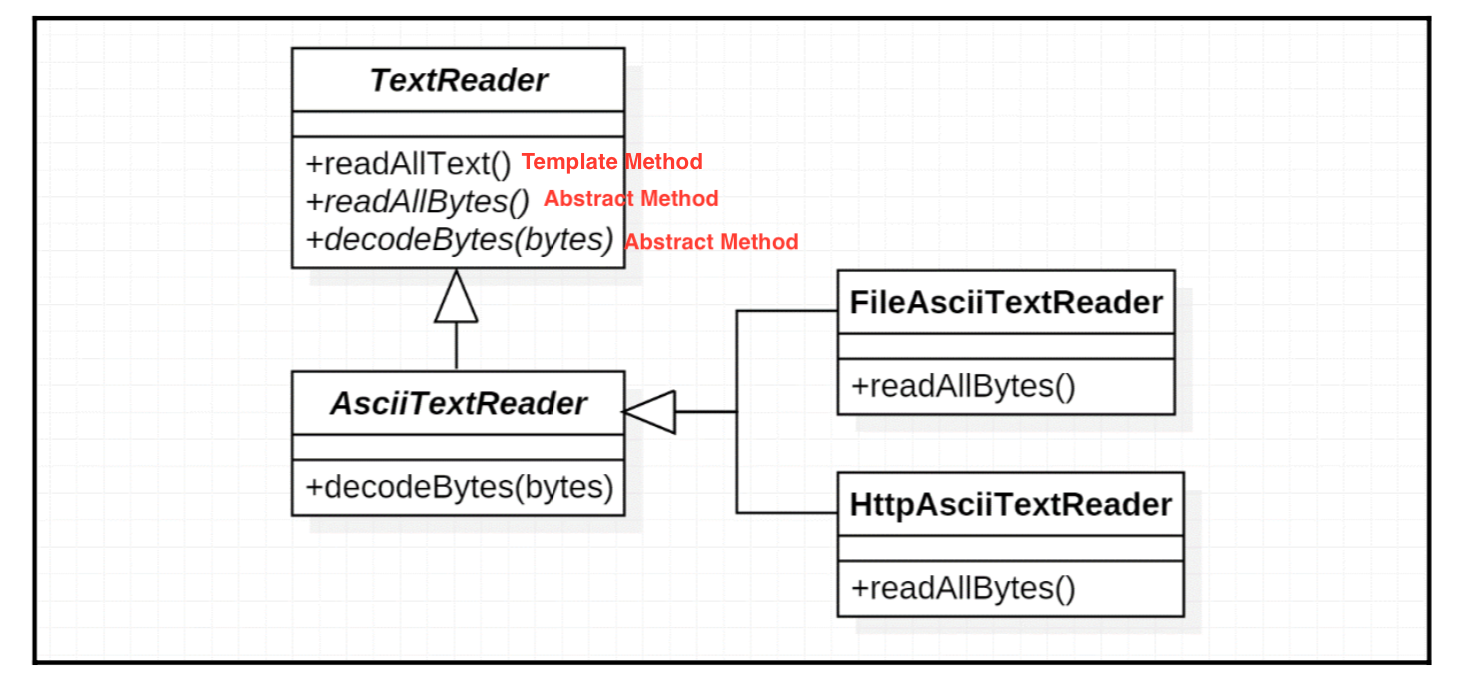 TextReader
+readAllText() Template Method
+readAllBytes() Abstract Method
+decodeBytes(bytes) Abstract Method
AsciiTextReader
+decodeBytes(bytes)
FileAsciiTextReader
+readAllBytes()
HttpAsciiTextReader
+readAllBytes()